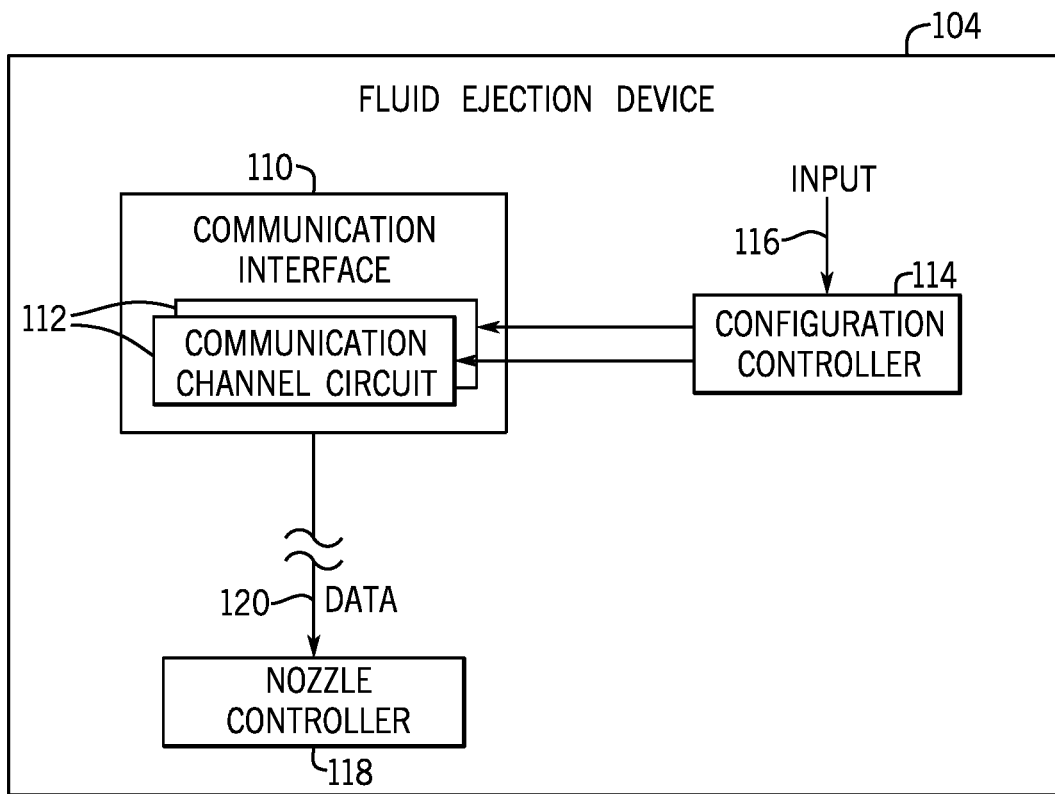 104
FLUID EJECTION DEVICE
110
INPUT
COMMUNICATION
INTERFACE
116
114
112
COMMUNICATION
CHANNEL CIRCUIT
CONFIGURATION
CONTROLLER
120
DATA
NOZZLE
CONTROLLER
118